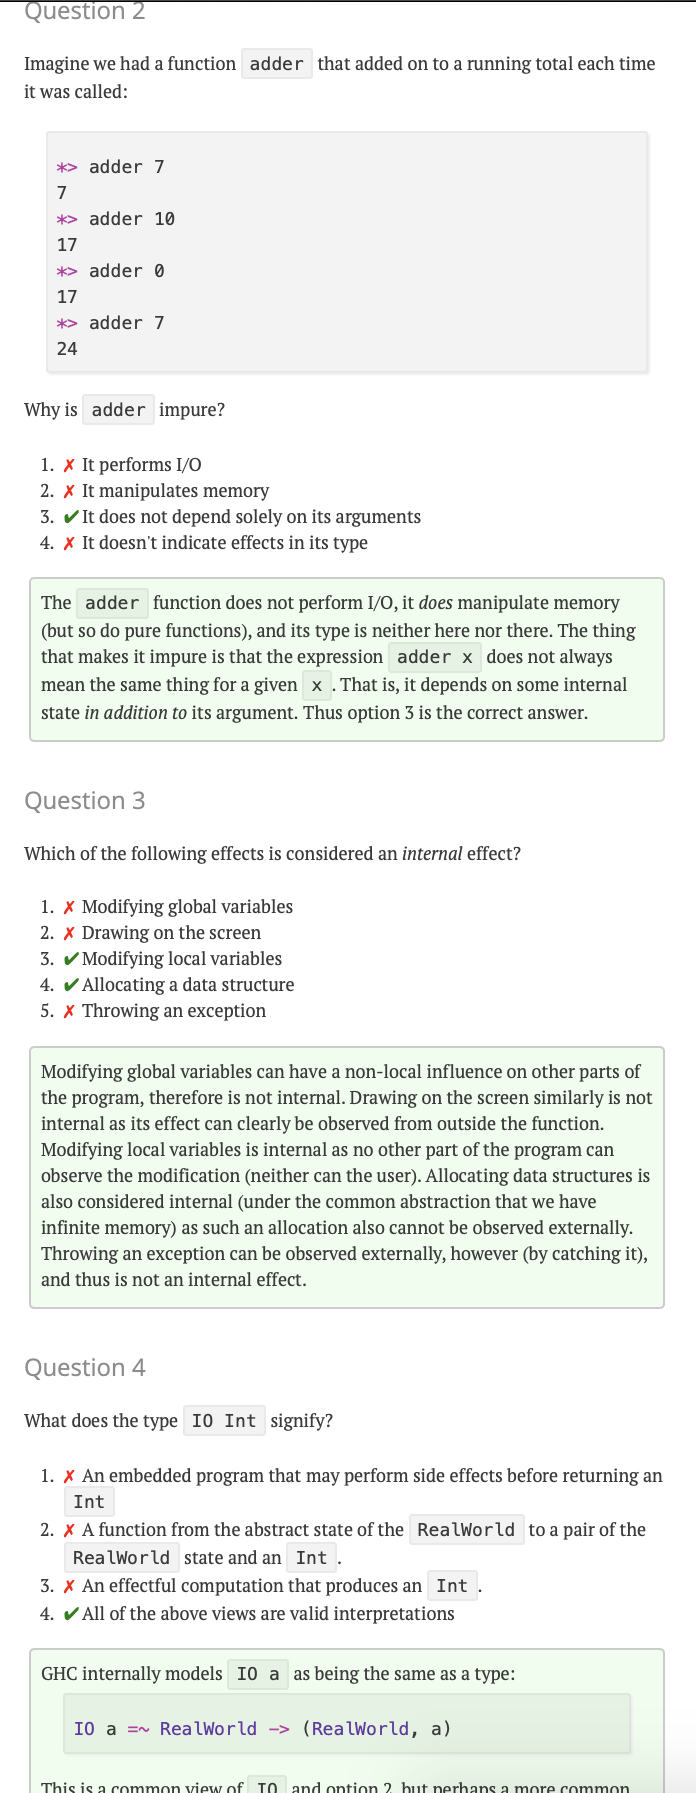 Question 2
Imagine we had a function adder that added on to a running total each time
it was called:
*> adder 7
7
*> adder 10
17
*> adder 0
17
*> adder 7
24
Why is adder impure?
1. ✗ It performs I/O
2. ✗ It manipulates memory
3. ✔ It does not depend solely on its arguments
4. ✗ It doesn't indicate effects in its type
The adder function does not perform I/O, it does manipulate memory
(but so do pure functions), and its type is neither here nor there. The thing
that makes it impure is that the expression adder x does not always
mean the same thing for a given x . That is, it depends on some internal
state in addition to its argument. Thus option 3 is the correct answer.
Question 3
Which of the following effects is considered an internal effect?
1. ✗ Modifying global variables
2. ✗ Drawing on the screen
3. ✔ Modifying local variables
4. ✔ Allocating a data structure
5. ✗ Throwing an exception
Modifying global variables can have a non-local influence on other parts of
the program, therefore is not internal. Drawing on the screen similarly is not
internal as its effect can clearly be observed from outside the function.
Modifying local variables is internal as no other part of the program can
observe the modification (neither can the user). Allocating data structures is
also considered internal (under the common abstraction that we have
infinite memory) as such an allocation also cannot be observed externally.
Throwing an exception can be observed externally, however (by catching it),
and thus is not an internal effect.
Question 4
What does the type IO Int signify?
1. ✗ An embedded program that may perform side effects before returning an
Int
2. ✗ A function from the abstract state of the RealWorld to a pair of the
RealWorld state and an Int .
3. ✗ An effectful computation that produces an Int .
4. ✔ All of the above views are valid interpretations
GHC internally models IO a as being the same as a type:
IO a =~ RealWorld -> (RealWorld, a)
This is a common view of IO and option 2, but perhaps a more common